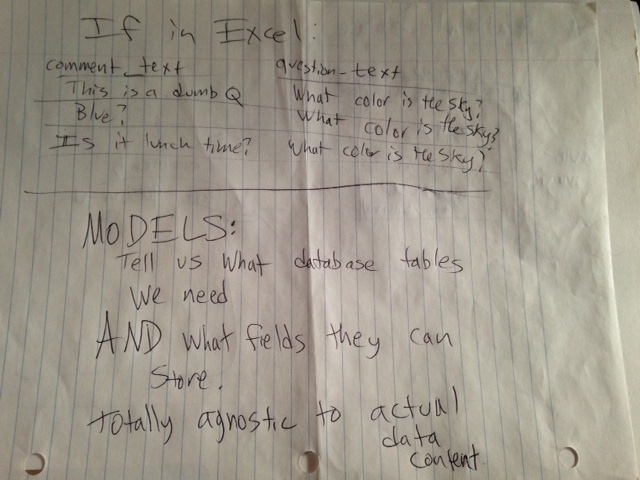 If in Excel:
comment_text question-text
This is a dumb Q What color is the sky?
Blue? What color is the sky?
Is it lunch time? What color is the sky?
MODELS:
Tell us what database tables
we need
AND what fields they can
store.
totally agnostic to actual
data
content